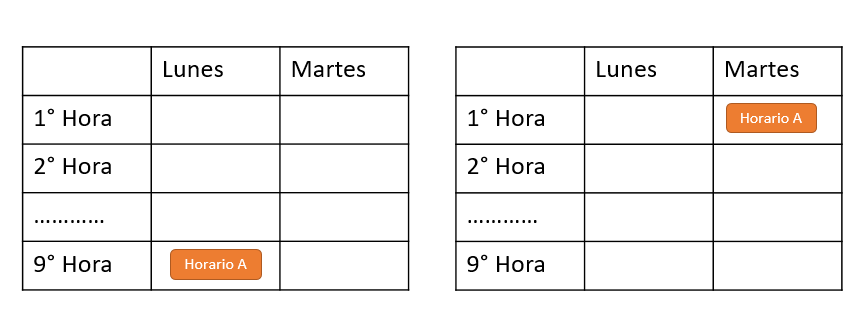 Lunes Martes
1° Hora
2° Hora
............
9° Hora Horario A
Lunes Martes
1° Hora Horario A
2° Hora
............
9° Hora